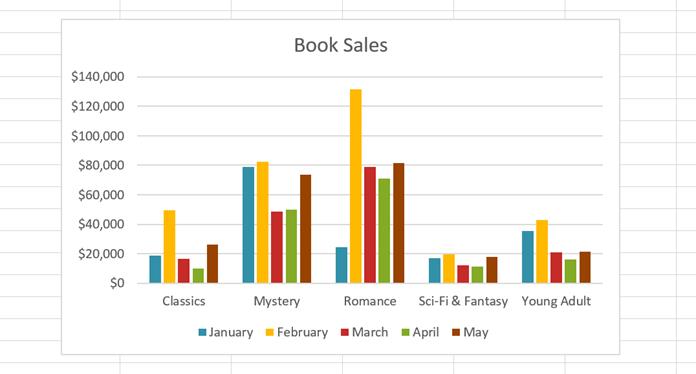 Book Sales
$140,000
$120,000
$100,000
$80,000
$60,000
$40,000
$20,000
$0
Classics Mystery Romance Sci-Fi & Fantasy Young Adult
January February March April May